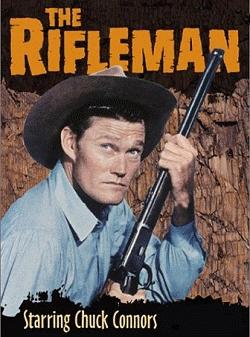 THE
RIFLEMAN
Starring Chuck Connors